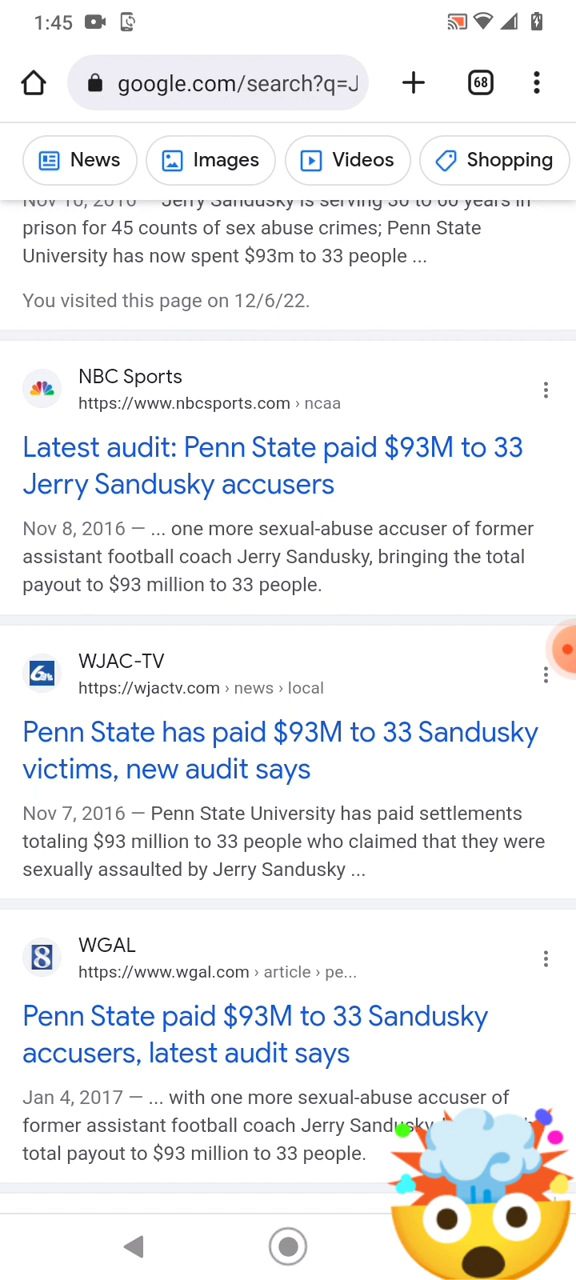 1:45
google.com/search?q=J
68
News
Images
Videos
Shopping
Nov 10, 2016 — Jerry Sandusky is serving 30 to 60 years in
prison for 45 counts of sex abuse crimes; Penn State
University has now spent $93m to 33 people ...
You visited this page on 12/6/22.
NBC Sports
https://www.nbcsports.com › ncaa
Latest audit: Penn State paid $93M to 33
Jerry Sandusky accusers
Nov 8, 2016 — ... one more sexual-abuse accuser of former
assistant football coach Jerry Sandusky, bringing the total
payout to $93 million to 33 people.
WJAC-TV
https://wjactv.com › news › local
Penn State has paid $93M to 33 Sandusky
victims, new audit says
Nov 7, 2016 — Penn State University has paid settlements
totaling $93 million to 33 people who claimed that they were
sexually assaulted by Jerry Sandusky ...
8
WGAL
https://www.wgal.com › article › pe...
Penn State paid $93M to 33 Sandusky
accusers, latest audit says
Jan 4, 2017 — ... with one more sexual-abuse accuser of
former assistant football coach Jerry Sandusky
total payout to $93 million to 33 people.